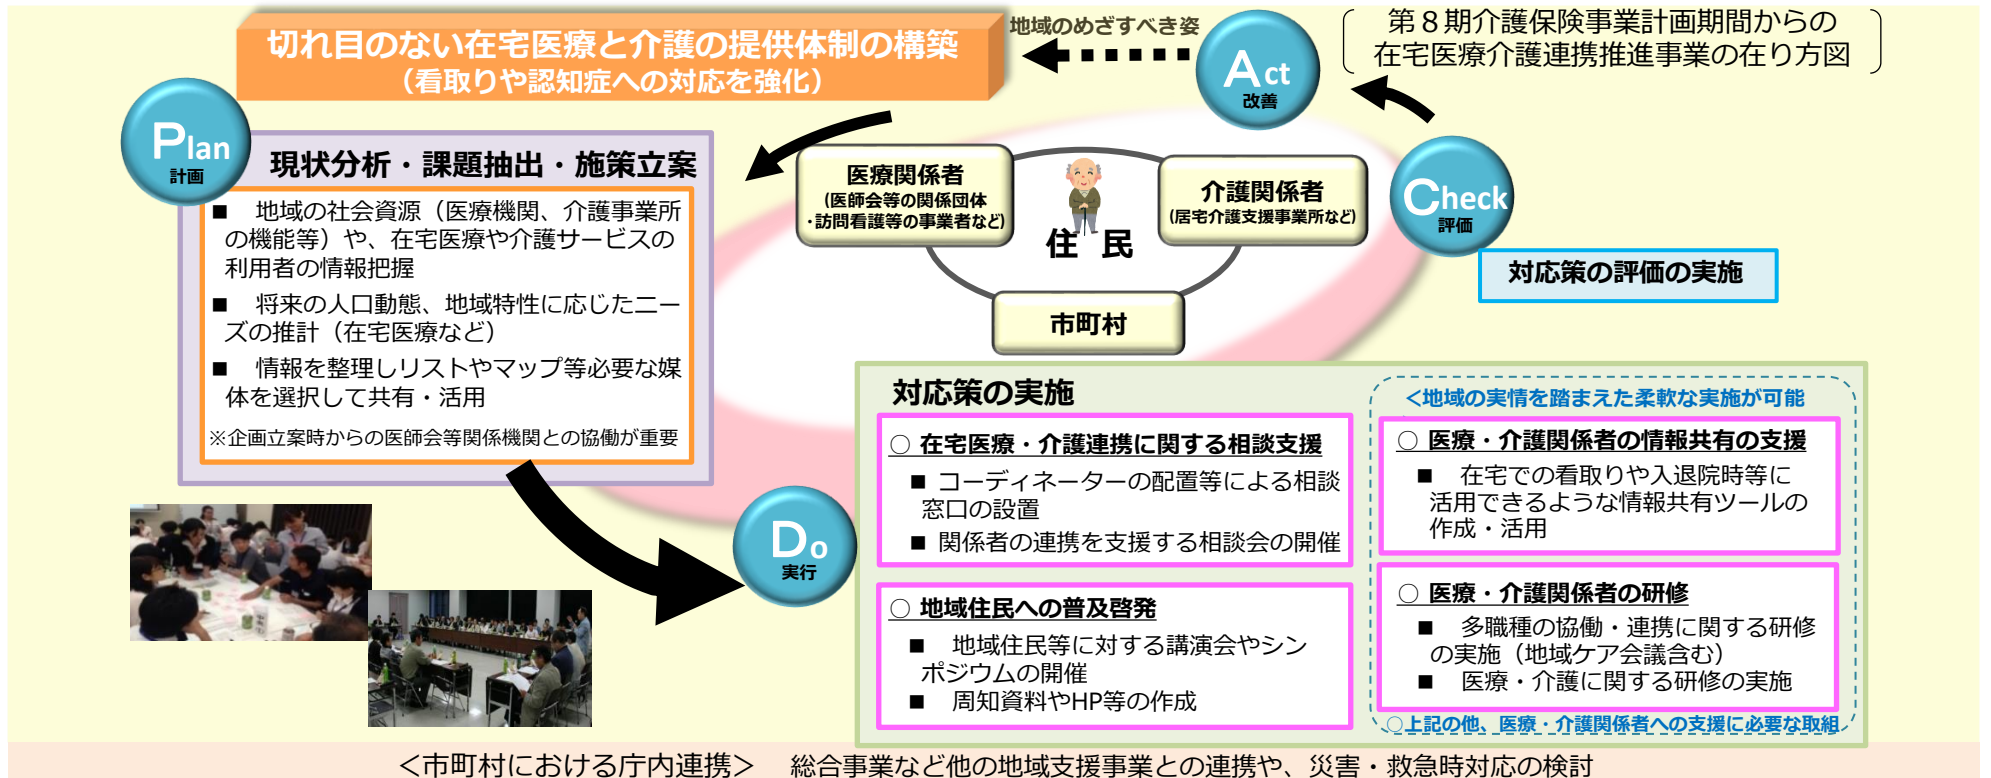 切れ目のない在宅医療と介護の提供体制の構築
（看取りや認知症への対応を強化）
地域のめざすべき姿
Act
改善
第８期介護保険事業計画期間からの
在宅医療介護連携推進事業の在り方図
Plan
計画
現状分析・課題抽出・施策立案
■ 地域の社会資源（医療機関、介護事業所
の機能等）や、在宅医療や介護サービスの
利用者の情報把握
■ 将来の人口動態、地域特性に応じたニー
ズの推計（在宅医療など）
■ 情報を整理しリストやマップ等必要な媒
体を選択して共有・活用
※企画立案時からの医師会等関係機関との協働が重要
医療関係者
(医師会等の関係団体
・訪問看護等の事業者など)
介護関係者
(居宅介護支援事業所など)
住 民
市町村
Check
評価
対応策の評価の実施
Do
実行
対応策の実施
○ 在宅医療・介護連携に関する相談支援
■ コーディネーターの配置等による相談
窓口の設置
■ 関係者の連携を支援する相談会の開催
○ 地域住民への普及啓発
■ 地域住民等に対する講演会やシン
ポジウムの開催
■ 周知資料やHP等の作成
＜地域の実情を踏まえた柔軟な実施が可能
○ 医療・介護関係者の情報共有の支援
■ 在宅での看取りや入退院時等に
活用できるような情報共有ツールの
作成・活用
○ 医療・介護関係者の研修
■ 多職種の協働・連携に関する研修
の実施（地域ケア会議含む）
■ 医療・介護に関する研修の実施
○上記の他、医療・介護関係者への支援に必要な取組
＜市町村における庁内連携＞ 総合事業など他の地域支援事業との連携や、災害・救急時対応の検討